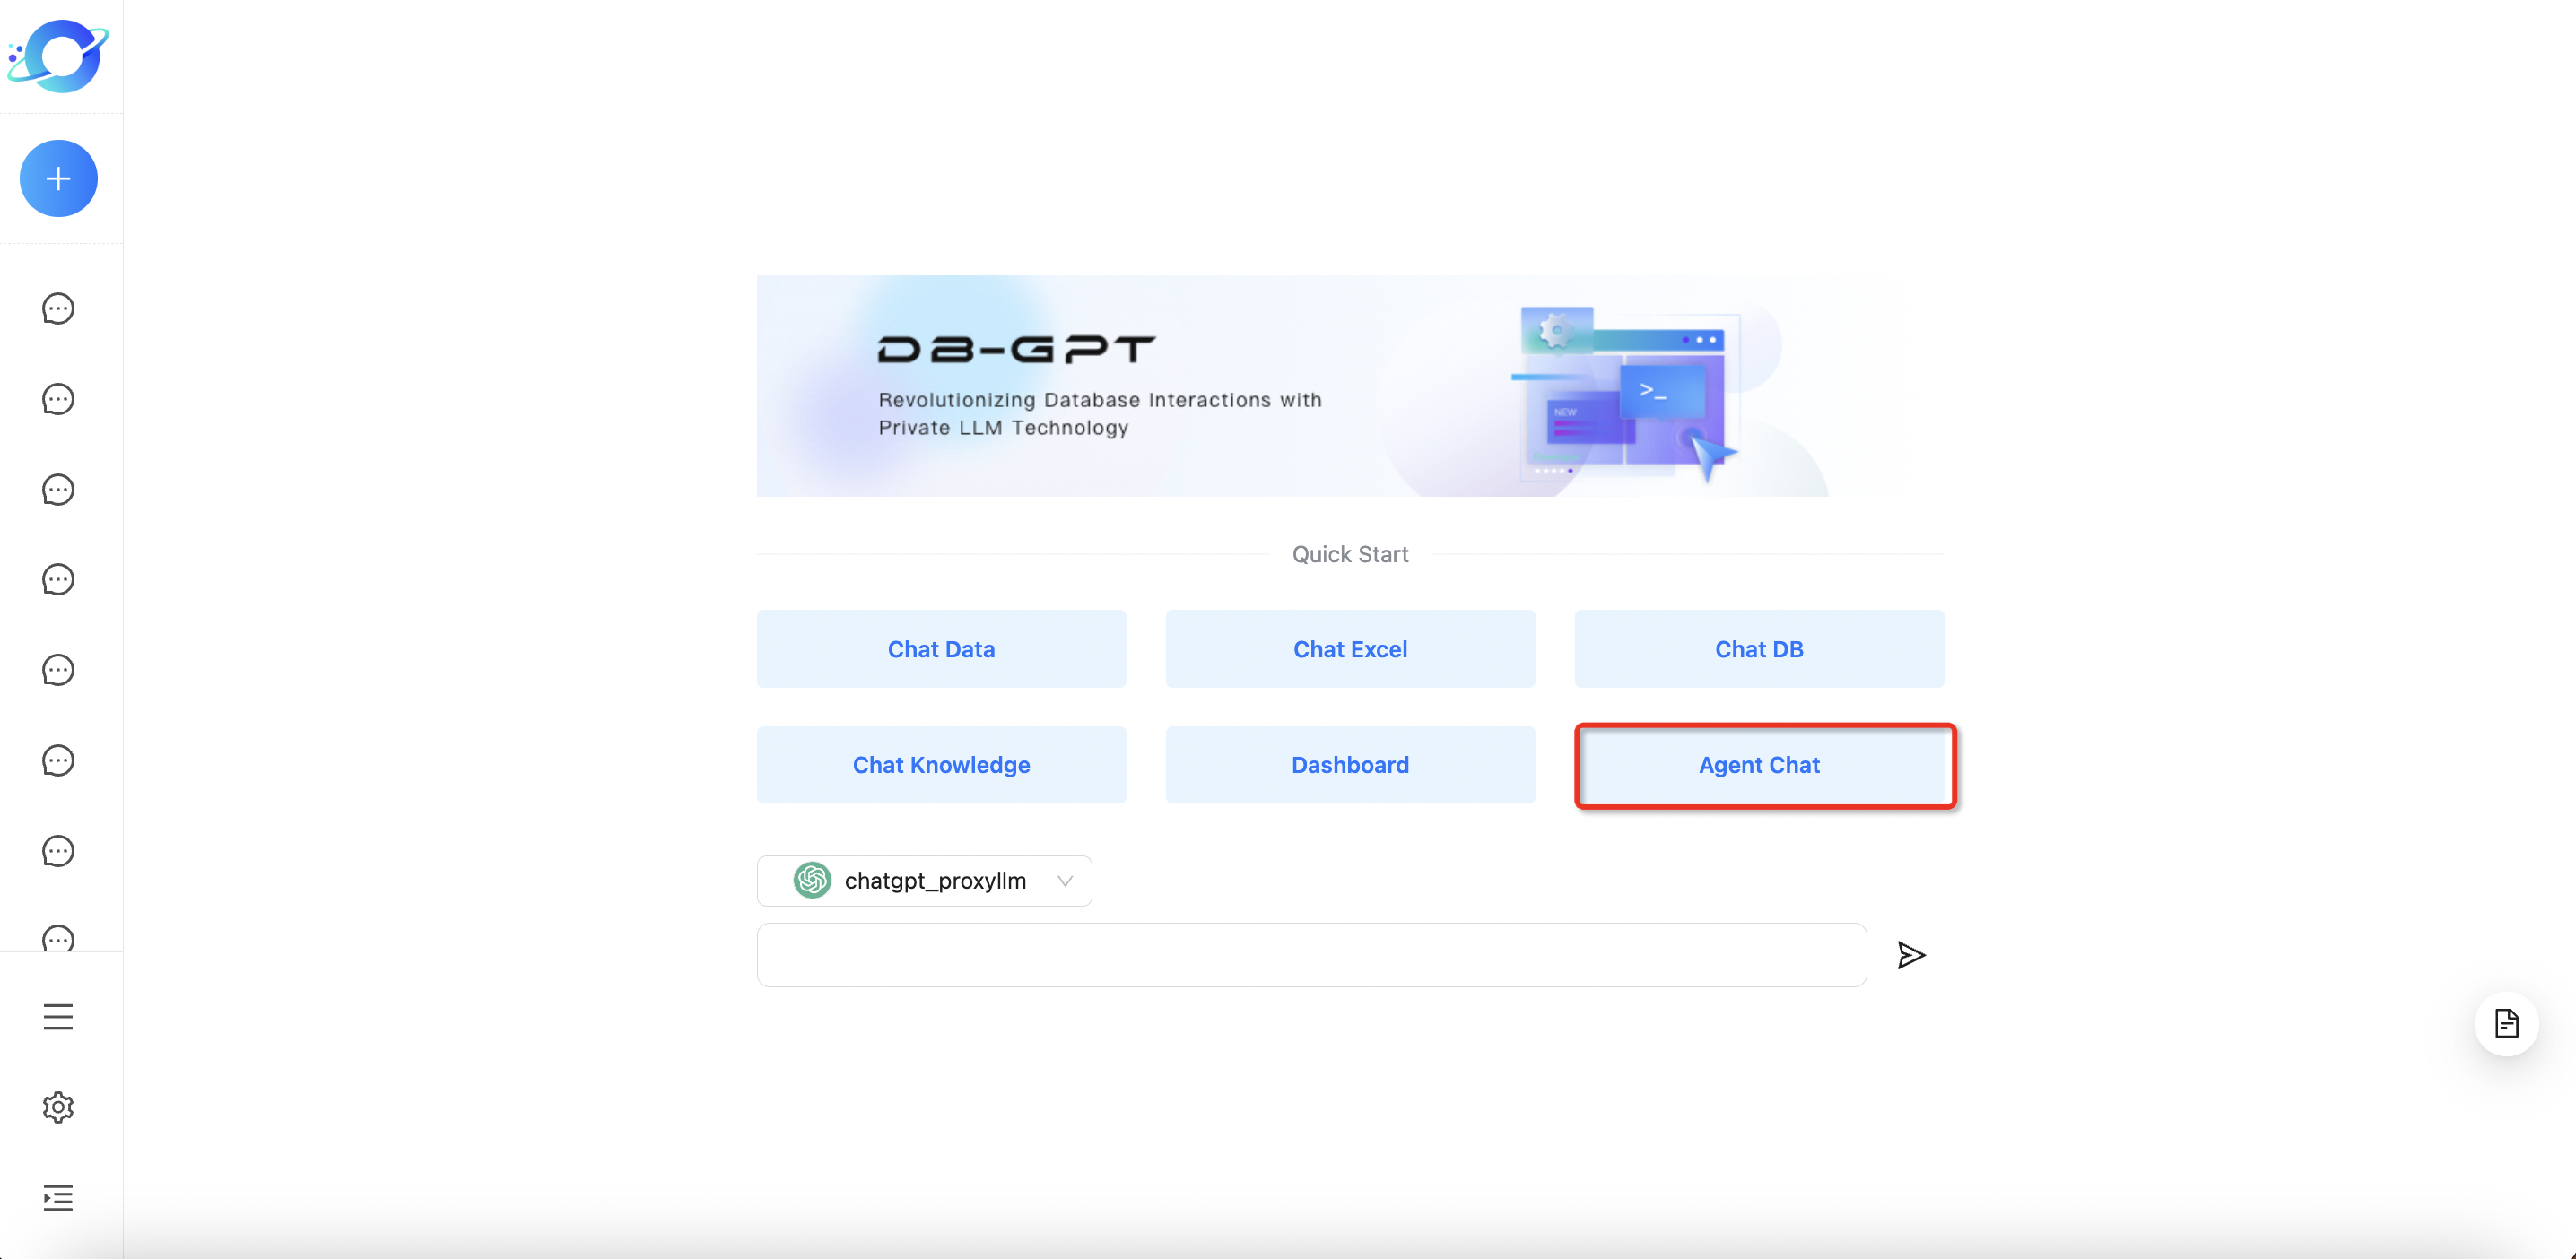 DB-GPT
Revolutionizing Database Interactions with
Private LLM Technology
>_
NEW
Quick Start
Chat Data
Chat Excel
Chat DB
Chat Knowledge
Dashboard
Agent Chat
chatgpt_proxyllm